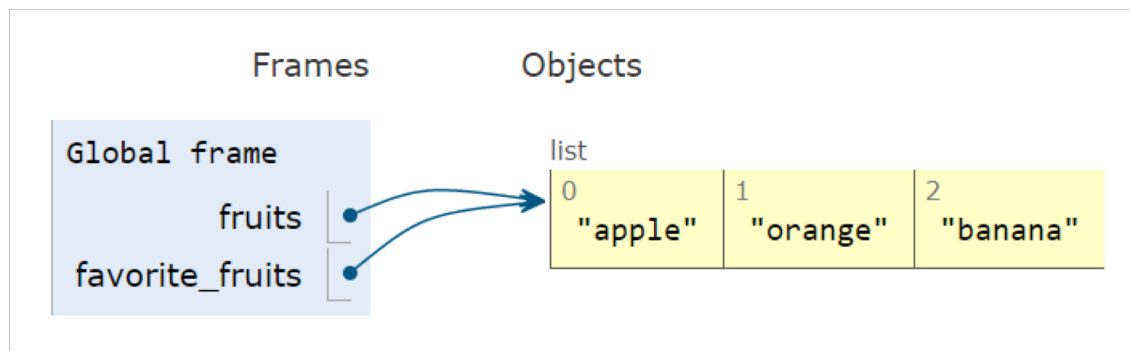 Frames Objects
Global frame
fruits
favorite_fruits
list
0 1 2
"apple" "orange" "banana"